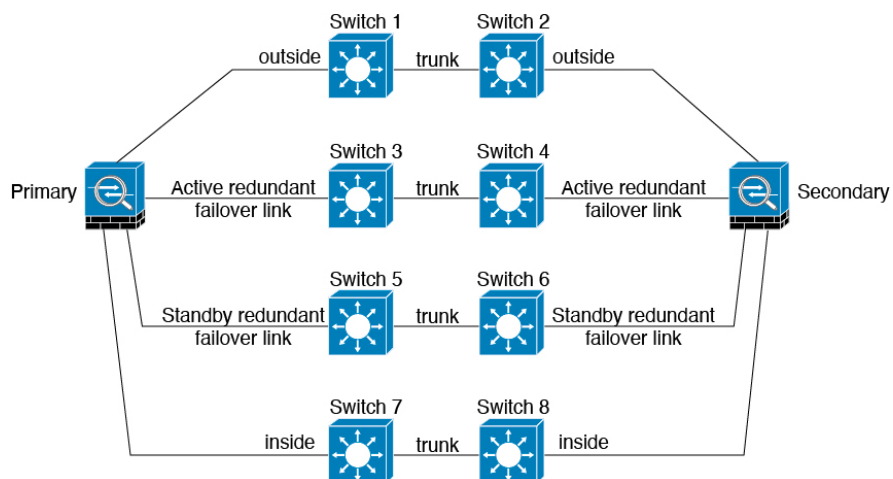 Switch 1
Switch 2
outside
trunk
outside
Switch 3
Switch 4
Primary
Active redundant
failover link
trunk
Active redundant
failover link
Secondary
Switch 5
Switch 6
Standby redundant
failover link
trunk
Standby redundant
failover link
Switch 7
Switch 8
inside
trunk
inside